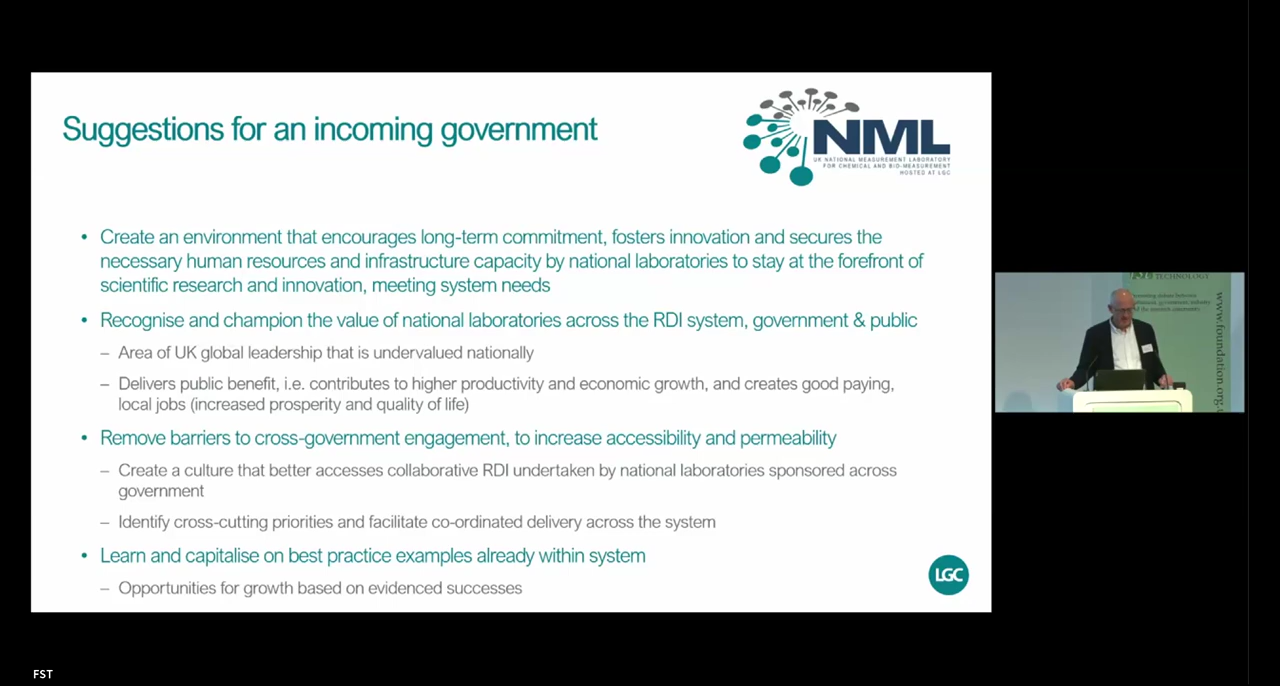 Suggestions for an incoming government
NML
UK NATIONAL MEASUREMENT LABORATORY
FOR CHEMICAL AND BIO-MEASUREMENT
HOSTED AT LGC
• Create an environment that encourages long-term commitment, fosters innovation and secures the
necessary human resources and infrastructure capacity by national laboratories to stay at the forefront of
scientific research and innovation, meeting system needs
• Recognise and champion the value of national laboratories across the RDI system, government & public
– Area of UK global leadership that is undervalued nationally
– Delivers public benefit, i.e. contributes to higher productivity and economic growth, and creates good paying,
local jobs (increased prosperity and quality of life)
• Remove barriers to cross-government engagement, to increase accessibility and permeability
– Create a culture that better accesses collaborative RDI undertaken by national laboratories sponsored across
government
– Identify cross-cutting priorities and facilitate co-ordinated delivery across the system
• Learn and capitalise on best practice examples already within system
– Opportunities for growth based on evidenced successes
LGC
TECHNOLOGY
www.foundation.org.
FST